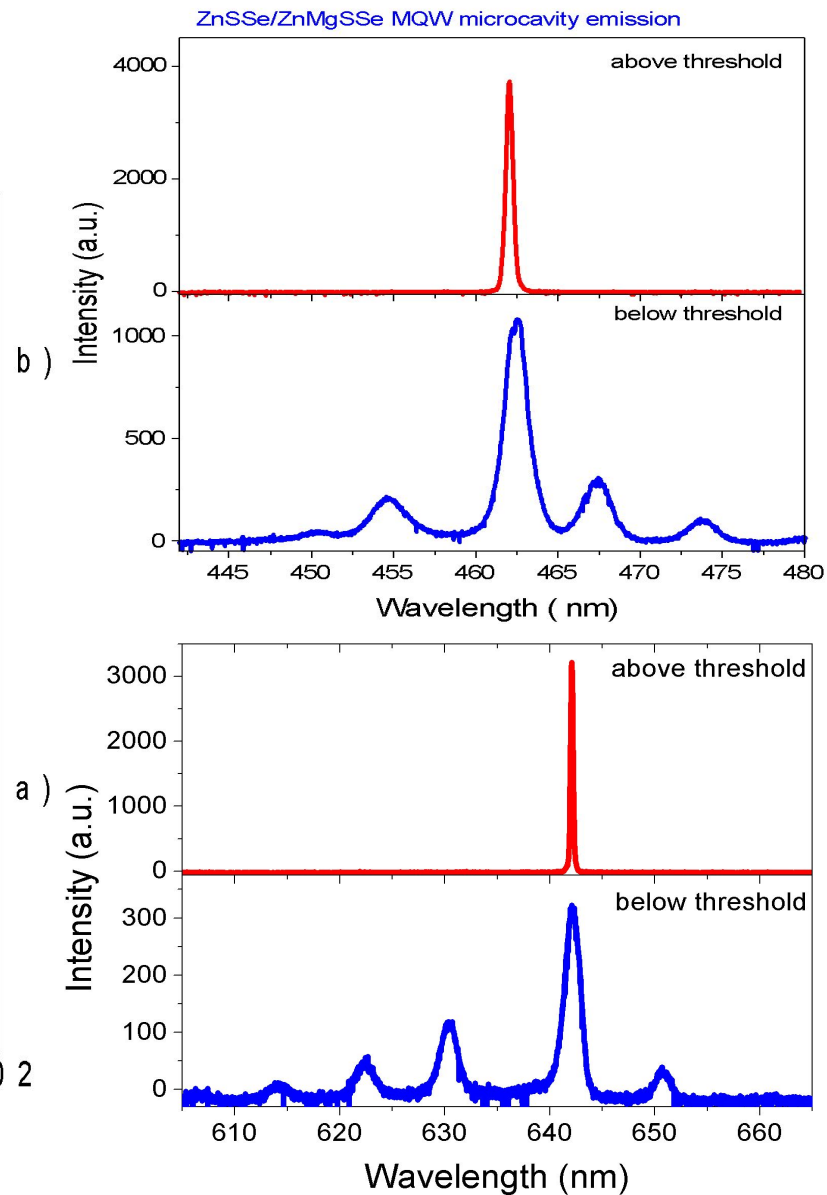 ZnSSe/ZnMgSSe MQW microcavity emission
4000
2000
0
above threshold
Intensity (a.u.)
b )
1000
500
0
below threshold
445 450 455 460 465 470 475 480
Wavelength ( nm)
3000
2000
1000
0
above threshold
a )
Intensity (a.u.)
300
200
100
0
below threshold
02
610 620 630 640 650 660
Wavelength (nm)